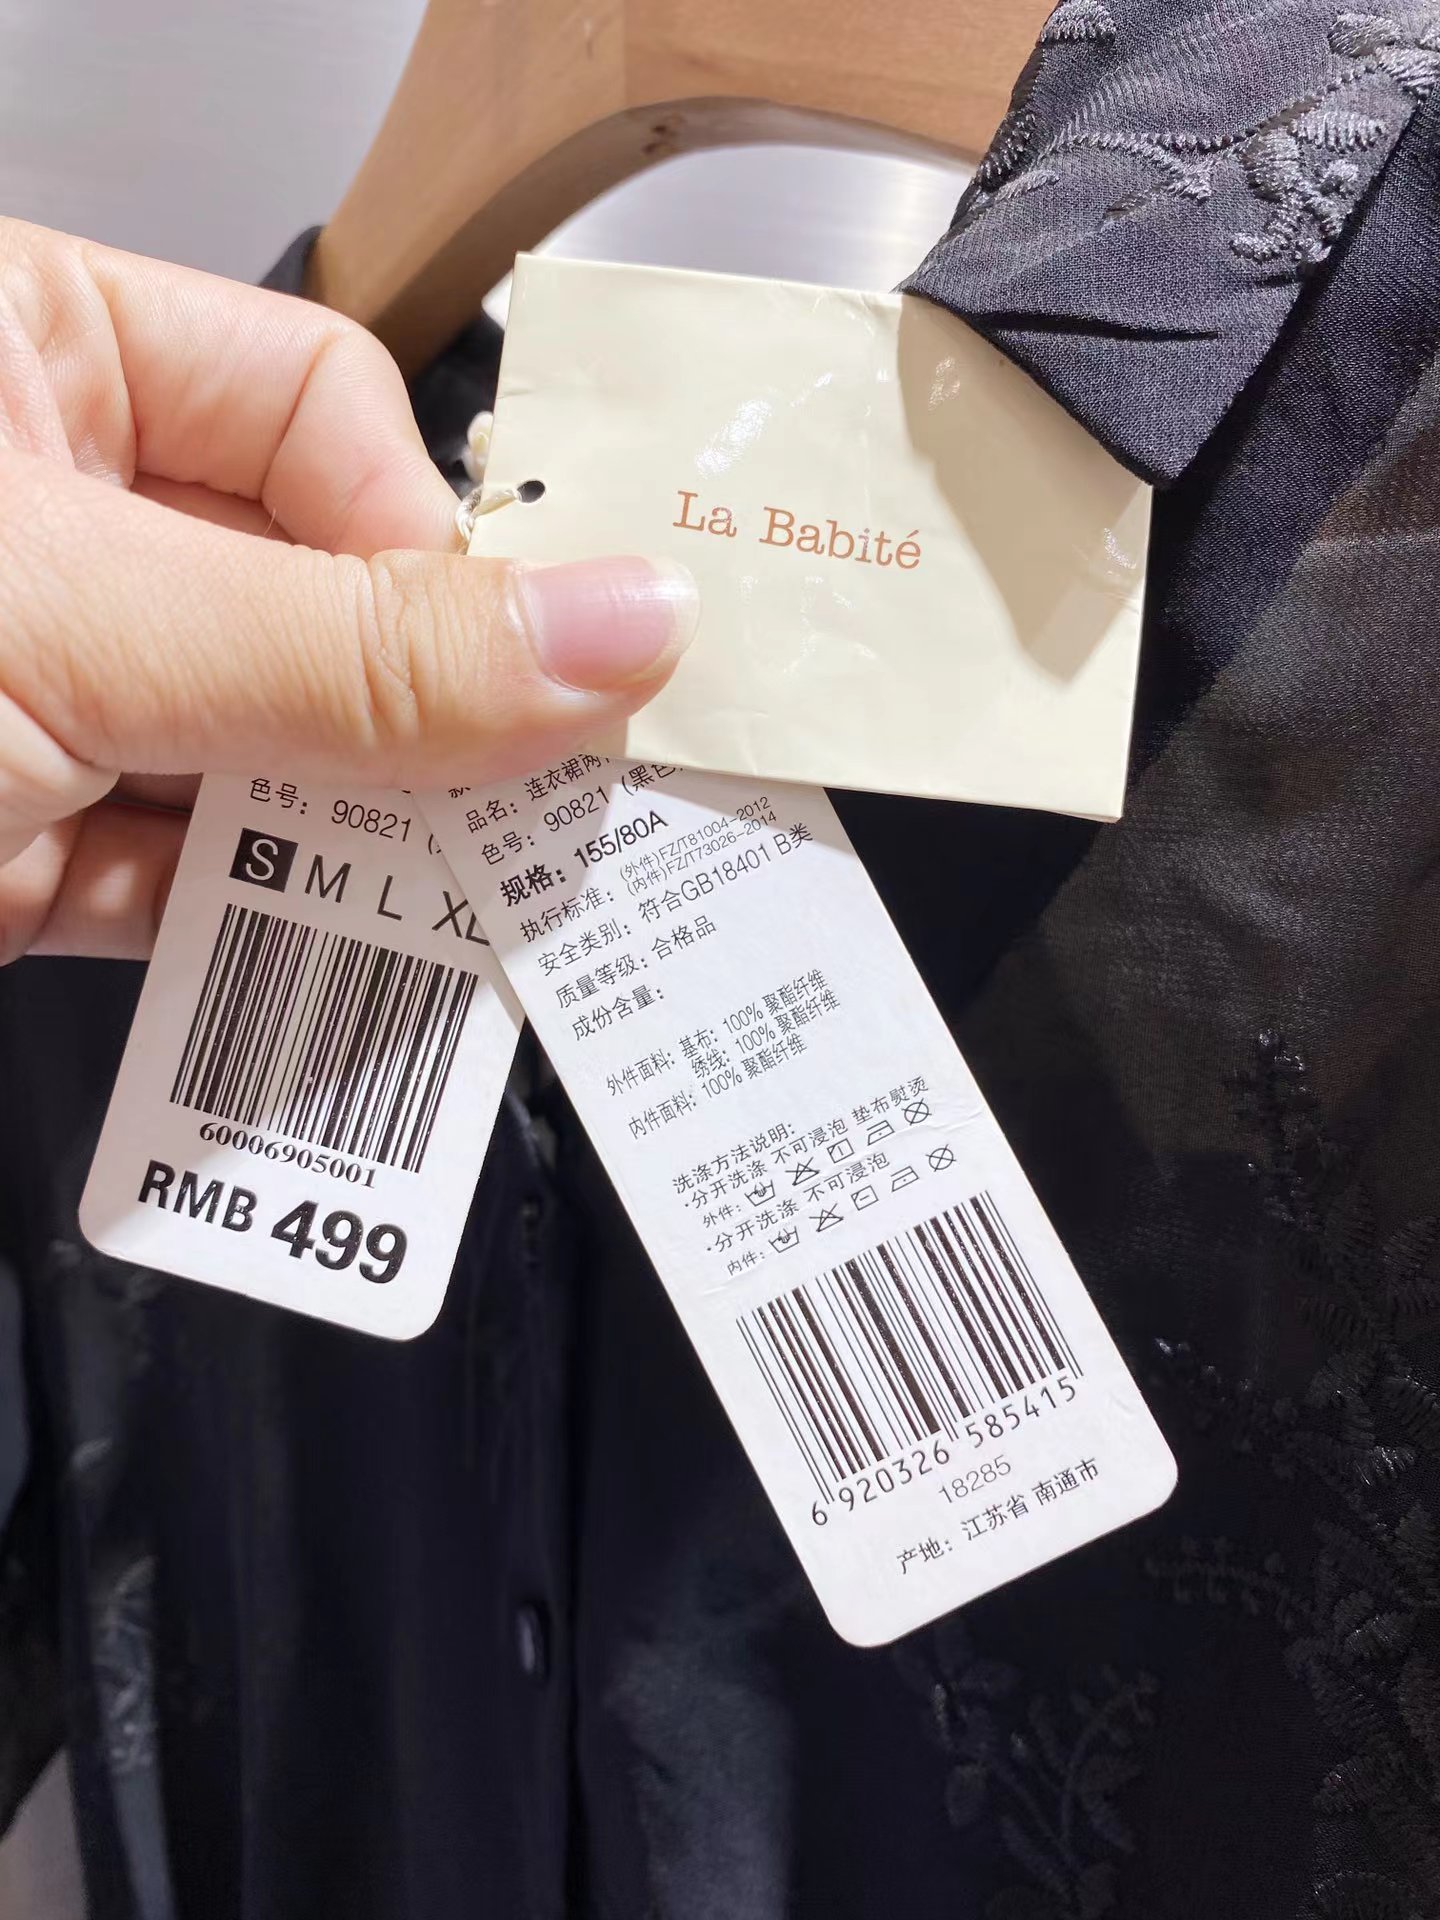 La Babité
色号: 90821
S M L XL
60006905001
RMB 499
品名: 连衣裙两
色号: 90821 (黑色
规格: 155/80A
执行标准: (外件)FZ/T81004-2012
(内件)FZ/T73026-2014
安全类别: 符合GB18401 B类
质量等级: 合格品
成份含量:
外件面料: 基布: 100% 聚酯纤维
绣线: 100% 聚酯纤维
内件面料: 100% 聚酯纤维
洗涤方法说明:
·分开洗涤 不可浸泡 垫布熨烫
外件:
·分开洗涤 不可浸泡
内件:
6 920326 585415
18285
产地: 江苏省 南通市